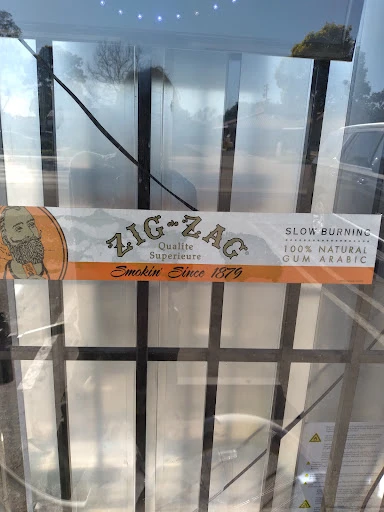 ZIG-ZAG
Qualite
Superieure
Smokin' Since 1879
SLOW BURNING
100% NATURAL
GUM ARABIC